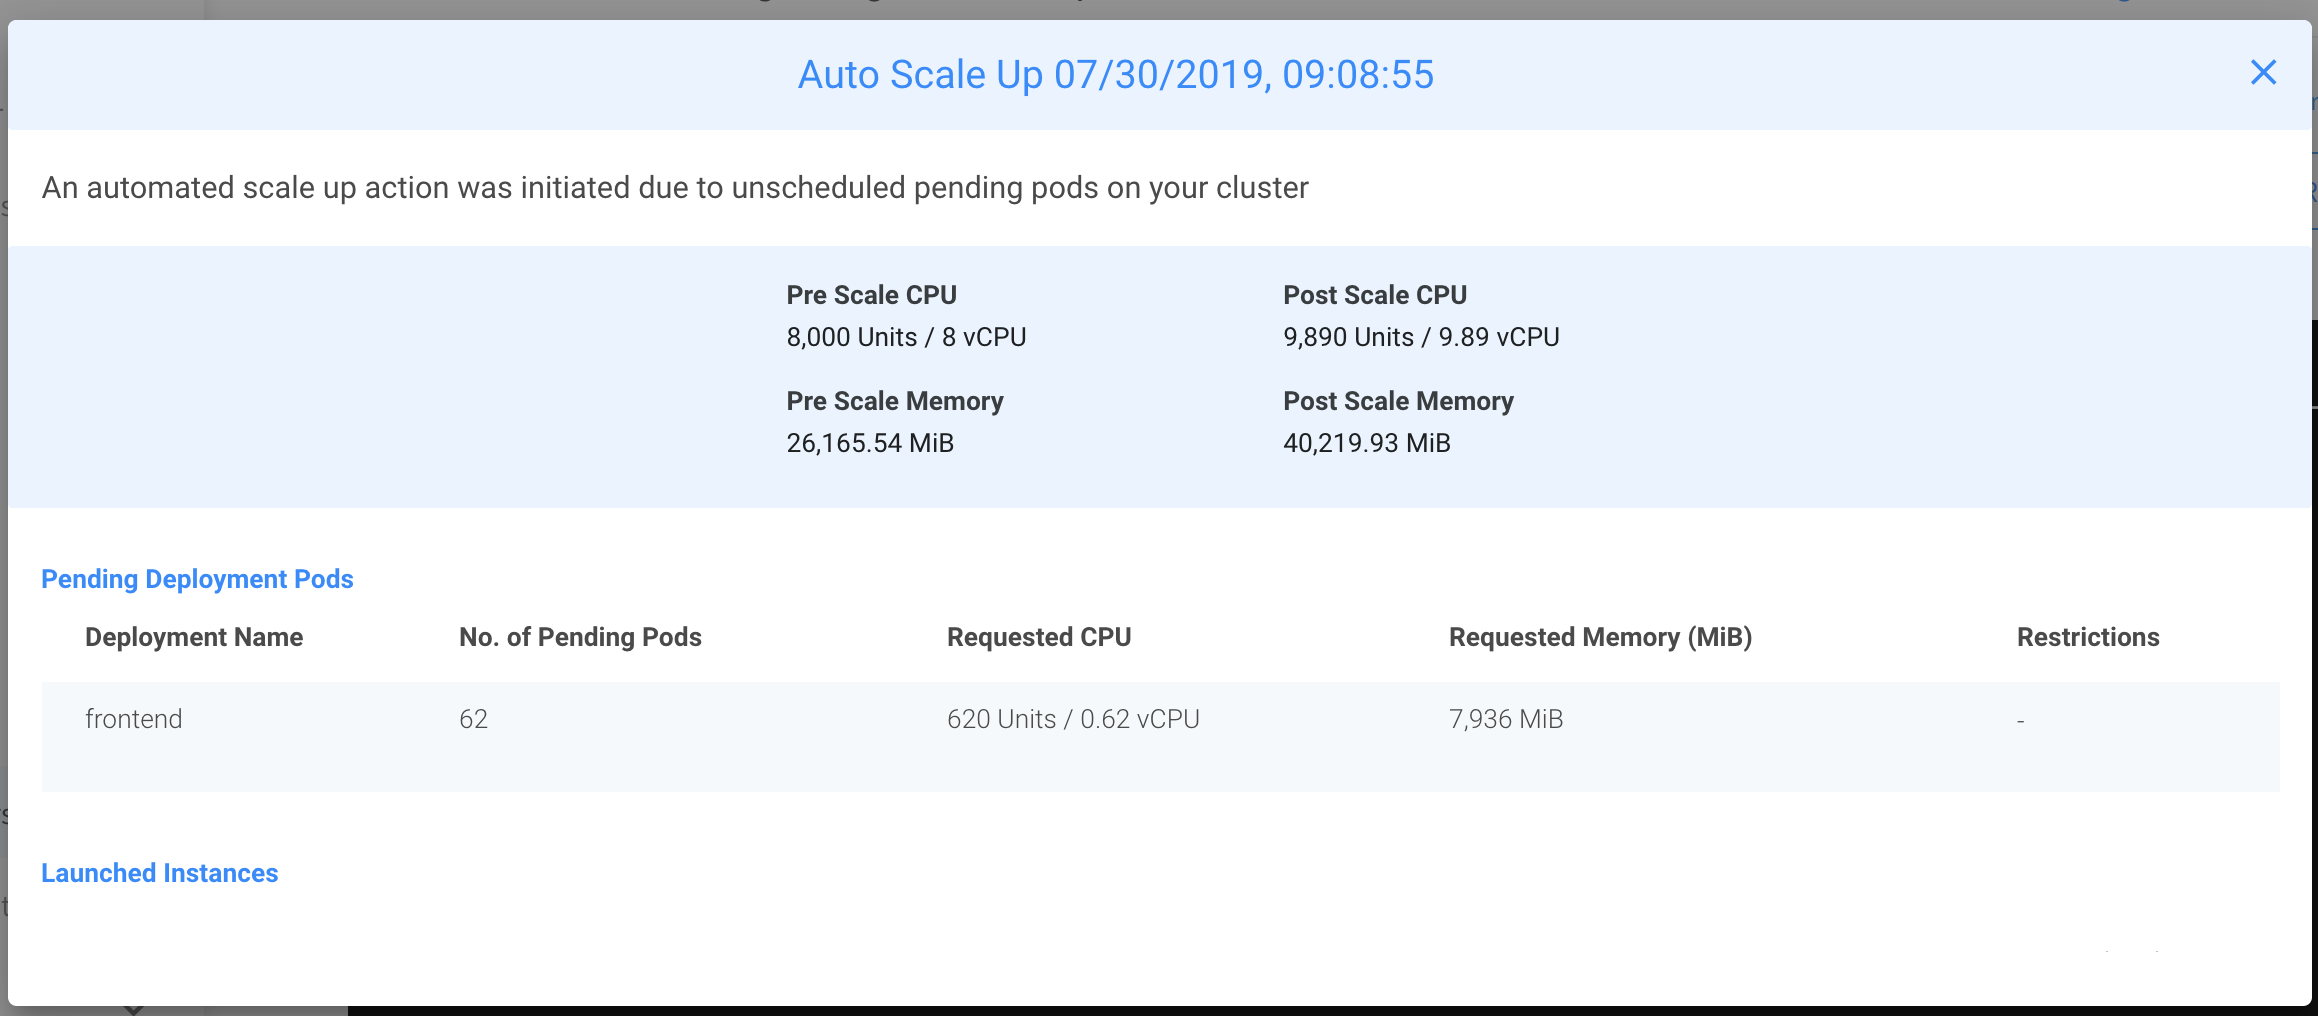 Auto Scale Up 07/30/2019, 09:08:55
An automated scale up action was initiated due to unscheduled pending pods on your cluster
Pre Scale CPU
Post Scale CPU
8,000 Units / 8 vCPU
9,890 Units / 9.89 vCPU
Pre Scale Memory
Post Scale Memory
26,165.54 MiB
40,219.93 MiB
Pending Deployment Pods
Deployment Name No. of Pending Pods Requested CPU Requested Memory (MiB) Restrictions
frontend 62 620 Units / 0.62 vCPU 7,936 MiB -
Launched Instances